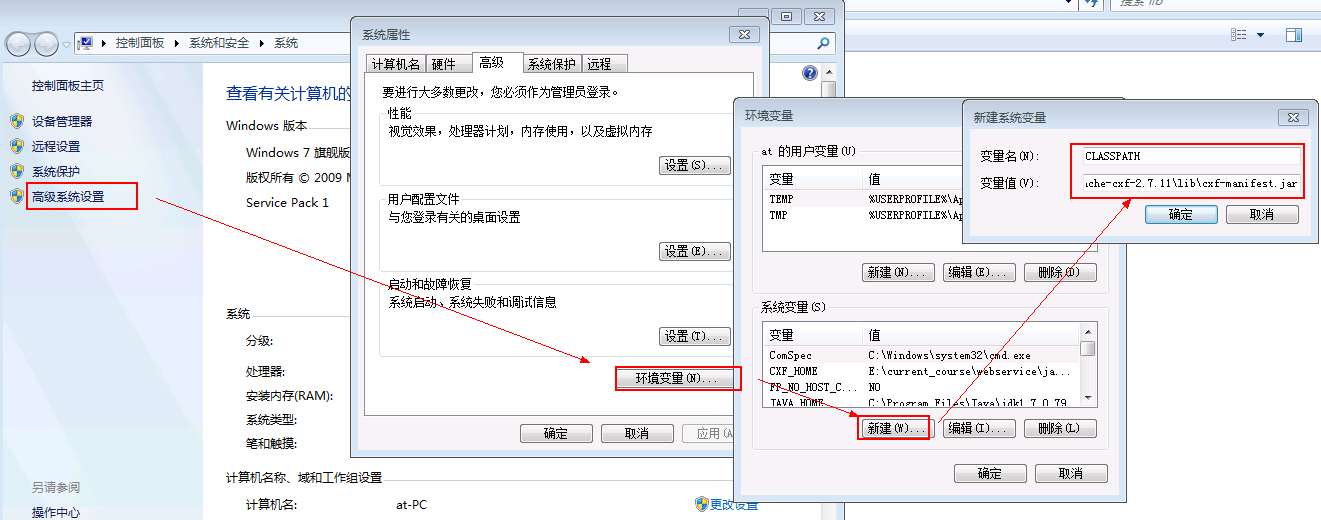 搜索 lib
控制面板 系统和安全 系统
控制面板主页
设备管理器
远程设置
系统保护
高级系统设置
另请参阅
操作中心
查看有关计算机的
Windows 版本
Windows 7 旗舰版
版权所有 © 2009 M
Service Pack 1
系统
分级:
处理器:
安装内存(RAM):
系统类型:
笔和触摸:
计算机名称、域和工作组设置
计算机名: at-PC
更改设置
系统属性
计算机名 硬件 高级 系统保护 远程
要进行大多数更改，您必须作为管理员登录。
性能
视觉效果，处理器计划，内存使用，以及虚拟内存
设置(S)...
用户配置文件
与您登录有关的桌面设置
设置(E)...
启动和故障恢复
系统启动、系统失败和调试信息
设置(T)...
环境变量(N)...
确定 取消 应用(A
环境变量
at 的用户变量(U)
变量 值
TEMP %USERPROFILE%\Ap
TMP %USERPROFILE%\Ap
新建(N)... 编辑(E)... 删除(D)
系统变量(S)
变量 值
ComSpec C:\Windows\system32\cmd.exe
CXF_HOME E:\current_course\webservice\ja...
FP_NO_HOST_C... NO
JAVA_HOME C:\Program Files\Java\jdk1.7.0_79
新建(W)... 编辑(I)... 删除(L)
确定 取消
新建系统变量
变量名(N): CLASSPATH
变量值(V): che-cxf-2.7.11\lib\cxf-manifest.jar
确定 取消